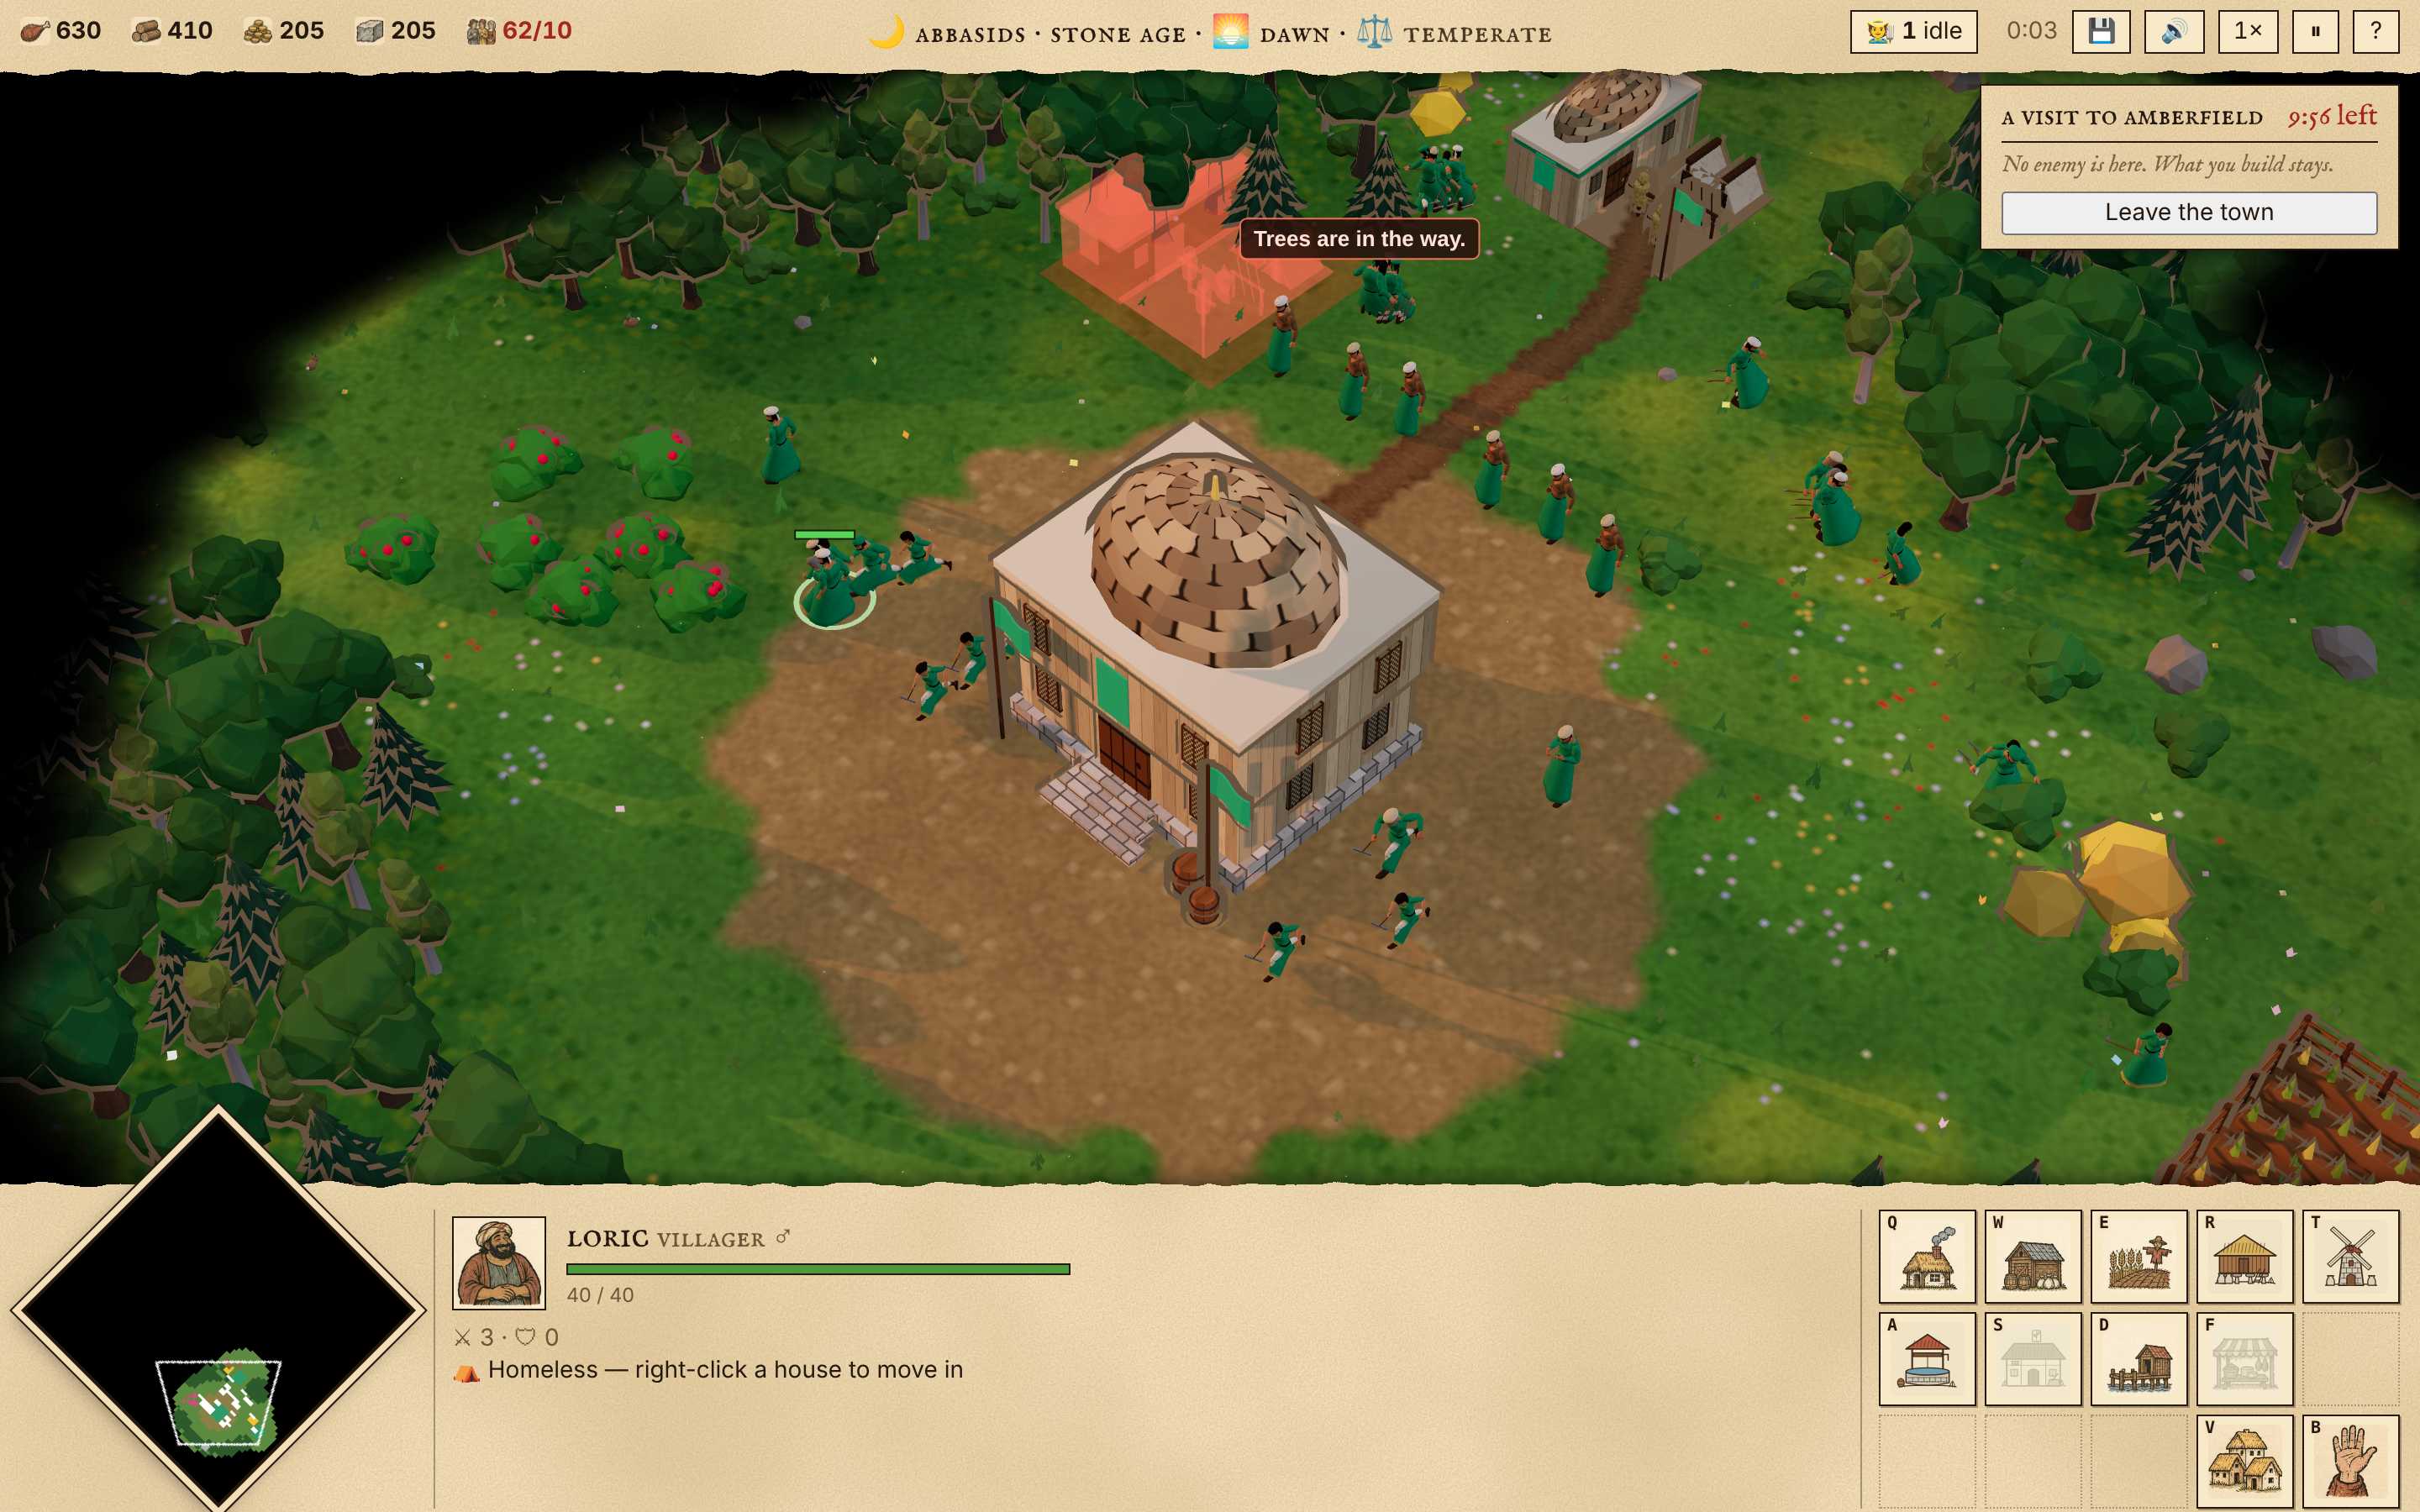 630 410 205 205 62/10
ABBASIDS · STONE AGE · DAWN · TEMPERATE
1 idle 0:03 1× ?
A VISIT TO AMBERFIELD 9:56 left
No enemy is here. What you build stays.
Leave the town
Trees are in the way.
LORIC VILLAGER ♂
40 / 40
3 · 0
Homeless — right-click a house to move in
Q W E R T
A S D F
V B